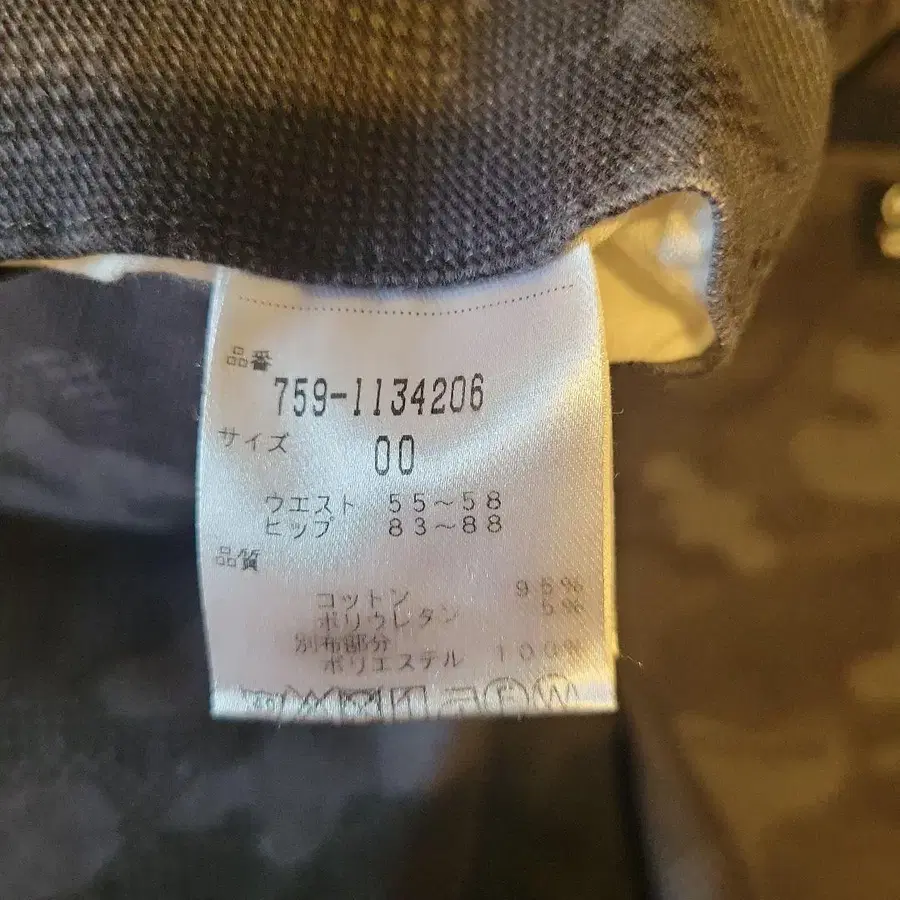 品番
759-1134206
サイズ 00
ウエスト 55~58
ヒップ 83~88
品質
コットン 95%
ポリウレタン 5%
別布部分
ポリエステル 100%